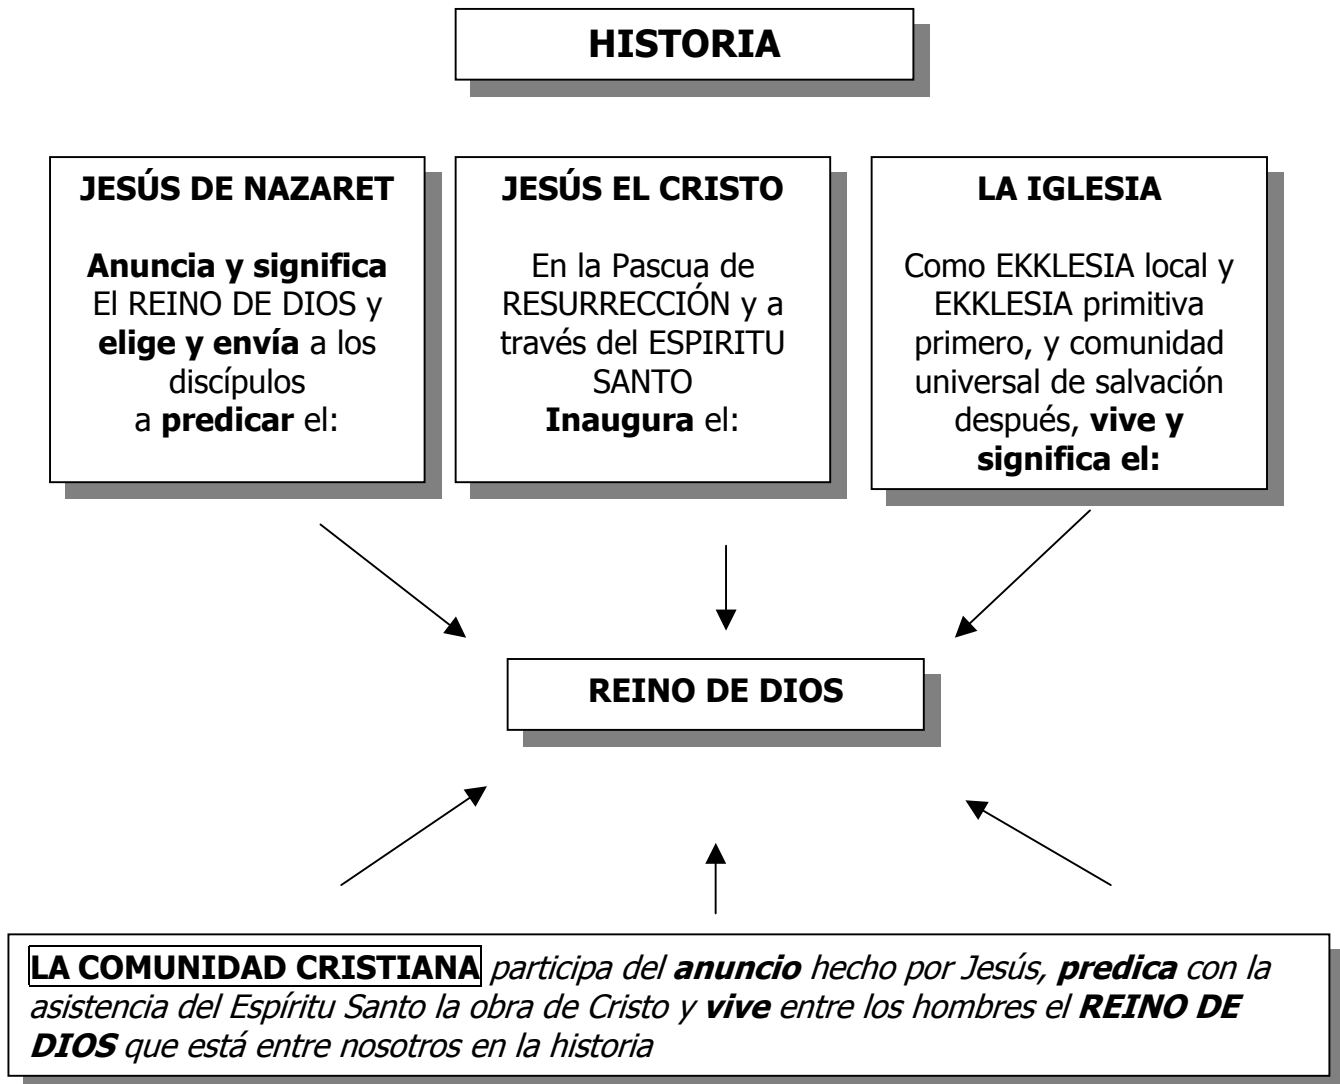 HISTORIA
JESÚS DE NAZARET
Anuncia y significa
El REINO DE DIOS y
elige y envía a los
discípulos
a predicar el:
JESÚS EL CRISTO
En la Pascua de
RESURRECCIÓN y a
través del ESPIRITU
SANTO
Inaugura el:
LA IGLESIA
Como EKKLESIA local y
EKKLESIA primitiva
primero, y comunidad
universal de salvación
después, vive y
significa el:
REINO DE DIOS
LA COMUNIDAD CRISTIANA participa del anuncio hecho por Jesús, predica con la
asistencia del Espíritu Santo la obra de Cristo y vive entre los hombres el REINO DE
DIOS que está entre nosotros en la historia